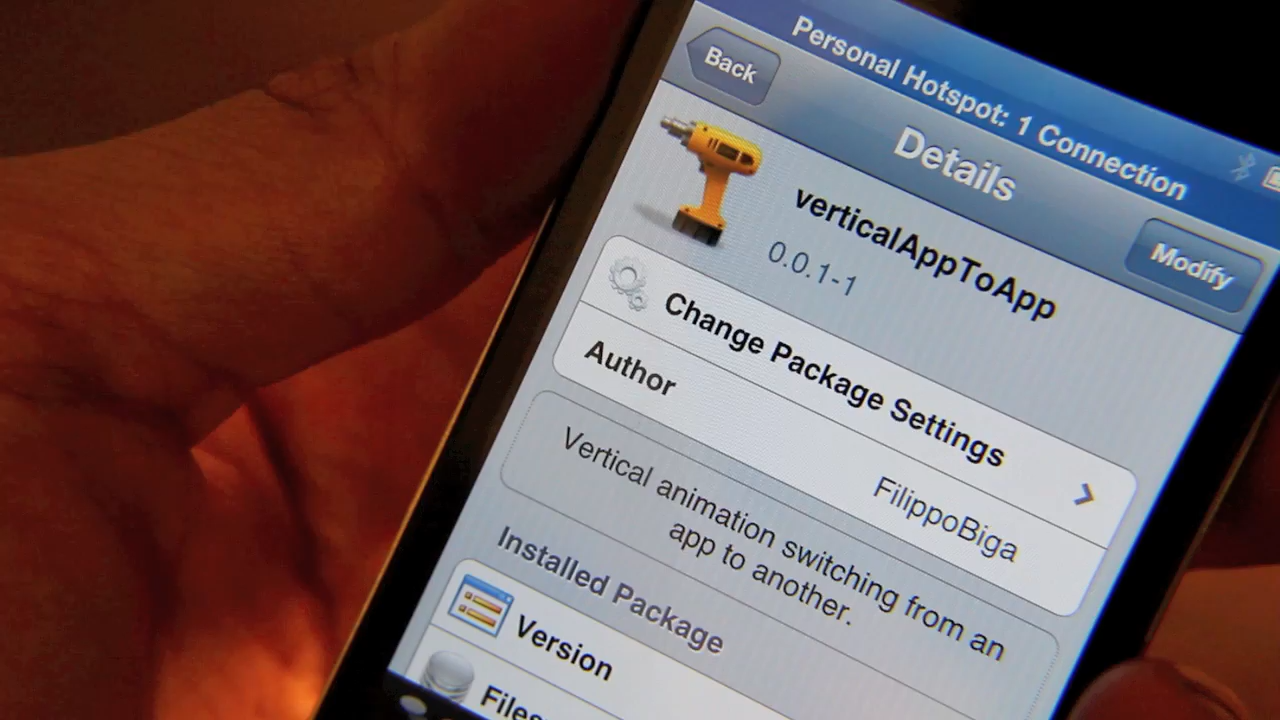 Personal Hotspot: 1 Connection
Back
Details
Modify
verticalAppToApp
0.0.1-1
Change Package Settings
Author
FilippoBiga
Vertical animation switching from an
app to another.
Installed Package
Version
Files